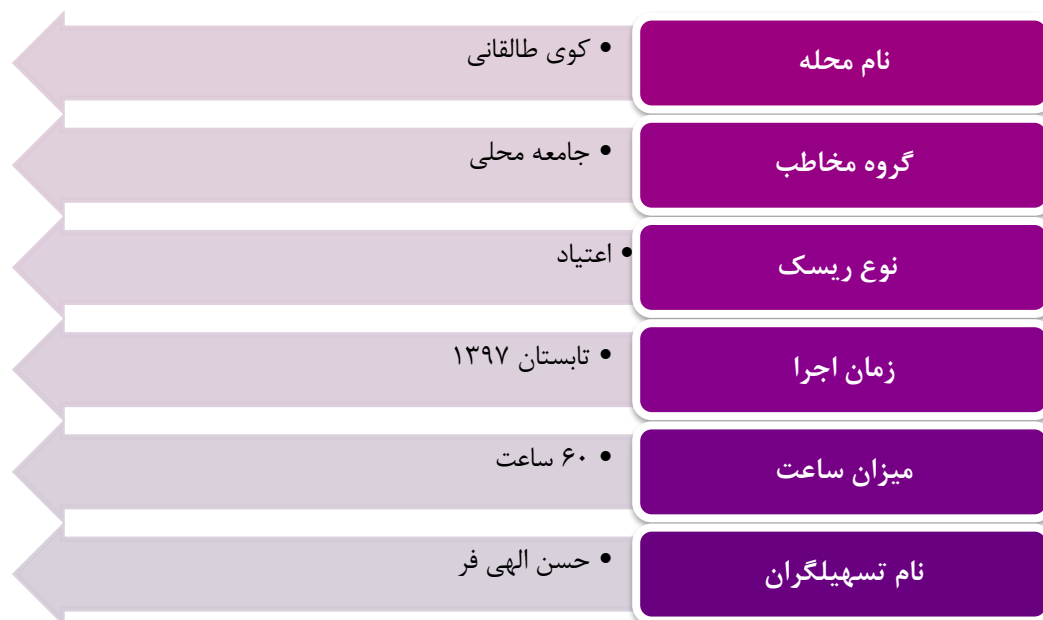 نام محله
• کوی طالقانی
گروه مخاطب
• جامعه محلی
نوع ریسک
• اعتیاد
زمان اجرا
• تابستان ۱۳۹۷
میزان ساعت
• ۶۰ ساعت
نام تسهیلگران
• حسن الهی فر